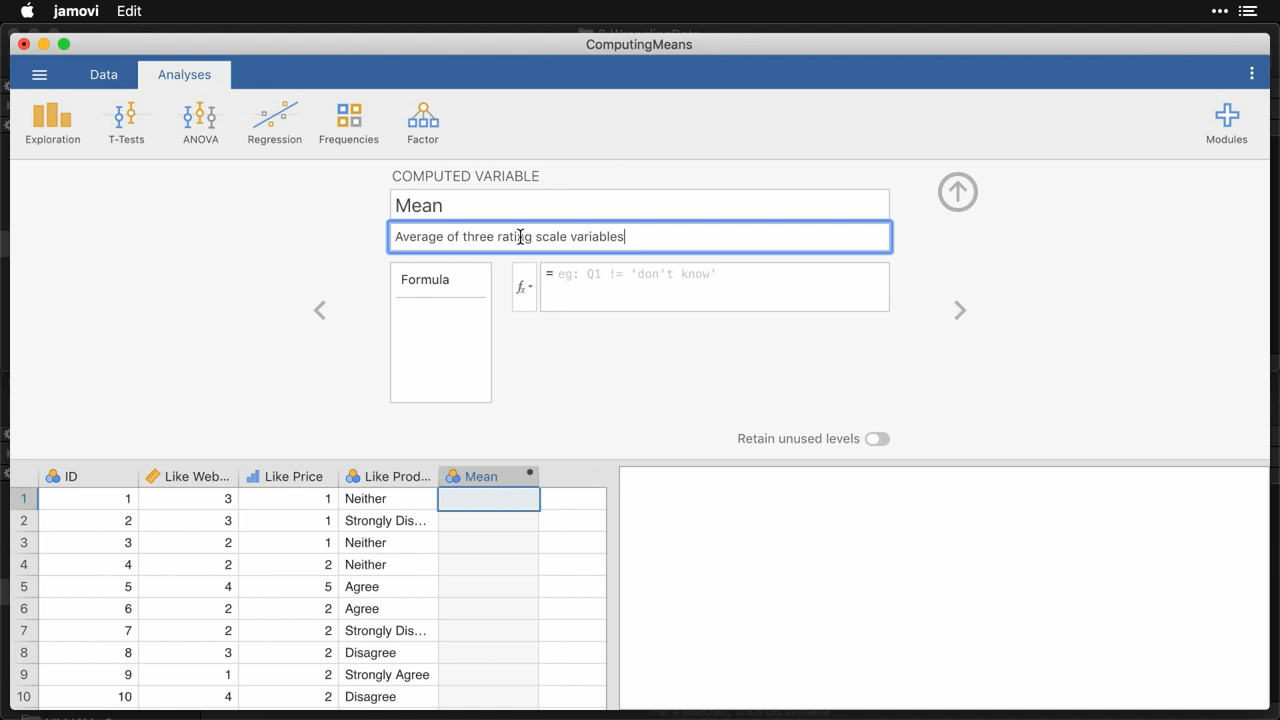 jamovi Edit
ComputingMeans
Data Analyses
Exploration T-Tests ANOVA Regression Frequencies Factor Modules
COMPUTED VARIABLE
Mean
Average of three rating scale variables
Formula
fx = eg: Q1 != 'don't know'
Retain unused levels
ID Like Web... Like Price Like Prod... Mean
1 1 3 1 Neither
2 2 3 1 Strongly Dis...
3 3 2 1 Neither
4 4 2 2 Neither
5 5 4 5 Agree
6 6 2 2 Agree
7 7 2 2 Strongly Dis...
8 8 3 2 Disagree
9 9 1 2 Strongly Agree
10 10 4 2 Disagree